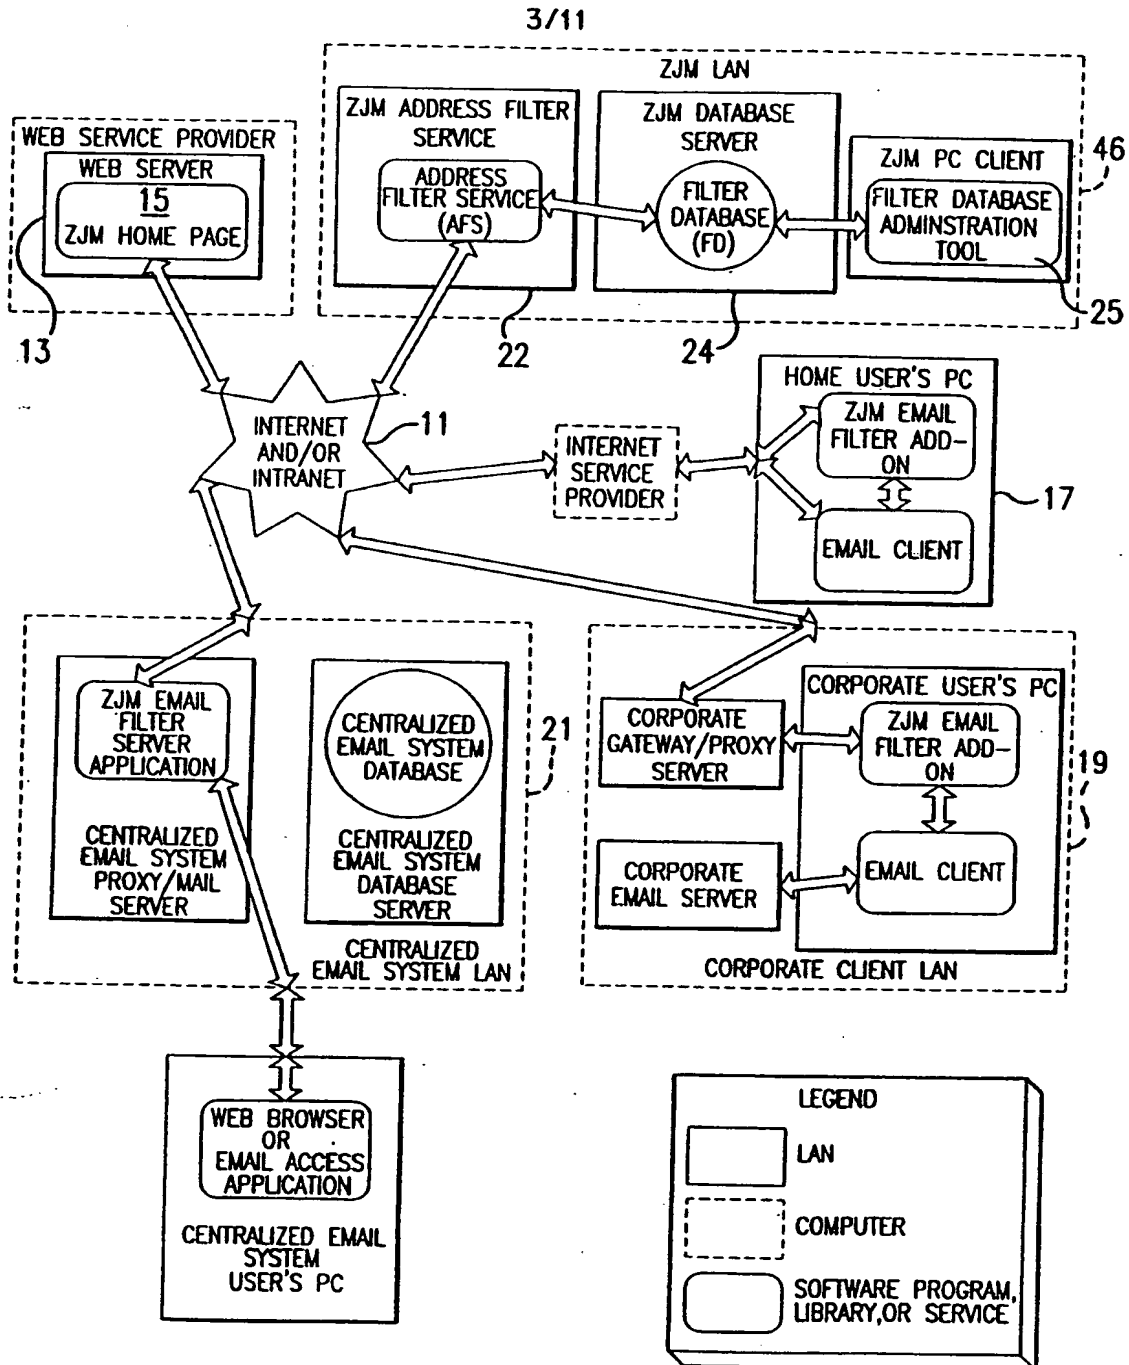 3/11
ZJM LAN
ZJM ADDRESS FILTER
SERVICE
ADDRESS
FILTER SERVICE
(AFS)
22
ZJM DATABASE
SERVER
FILTER
DATABASE
(FD)
24
ZJM PC CLIENT
FILTER DATABASE
ADMINSTRATION
TOOL
25
46
WEB SERVICE PROVIDER
WEB SERVER
15
ZJM HOME PAGE
13
INTERNET
AND/OR
INTRANET
11
INTERNET
SERVICE
PROVIDER
HOME USER'S PC
ZJM EMAIL
FILTER ADD-
ON
EMAIL CLIENT
17
ZJM EMAIL
FILTER
SERVER
APPLICATION
CENTRALIZED
EMAIL SYSTEM
PROXY/MAIL
SERVER
CENTRALIZED
EMAIL SYSTEM
DATABASE
CENTRALIZED
EMAIL SYSTEM
DATABASE
SERVER
CENTRALIZED
EMAIL SYSTEM LAN
21
CORPORATE
GATEWAY/PROXY
SERVER
CORPORATE
EMAIL SERVER
CORPORATE USER'S PC
ZJM EMAIL
FILTER ADD-
ON
EMAIL CLIENT
CORPORATE CLIENT LAN
19
WEB BROWSER
OR
EMAIL ACCESS
APPLICATION
CENTRALIZED EMAIL
SYSTEM
USER'S PC
LEGEND
LAN
COMPUTER
SOFTWARE PROGRAM,
LIBRARY,OR SERVICE